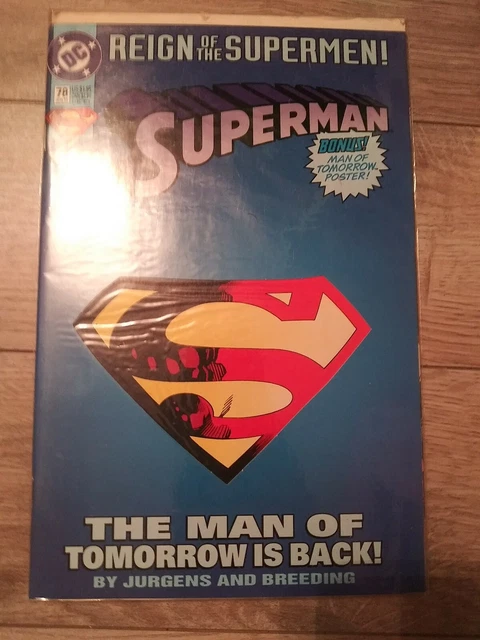 DC
REIGN OF THE SUPERMEN!
78
SUPERMAN
BONUS!
MAN OF
TOMORROW
POSTER!
THE MAN OF
TOMORROW IS BACK!
BY JURGENS AND BREEDING